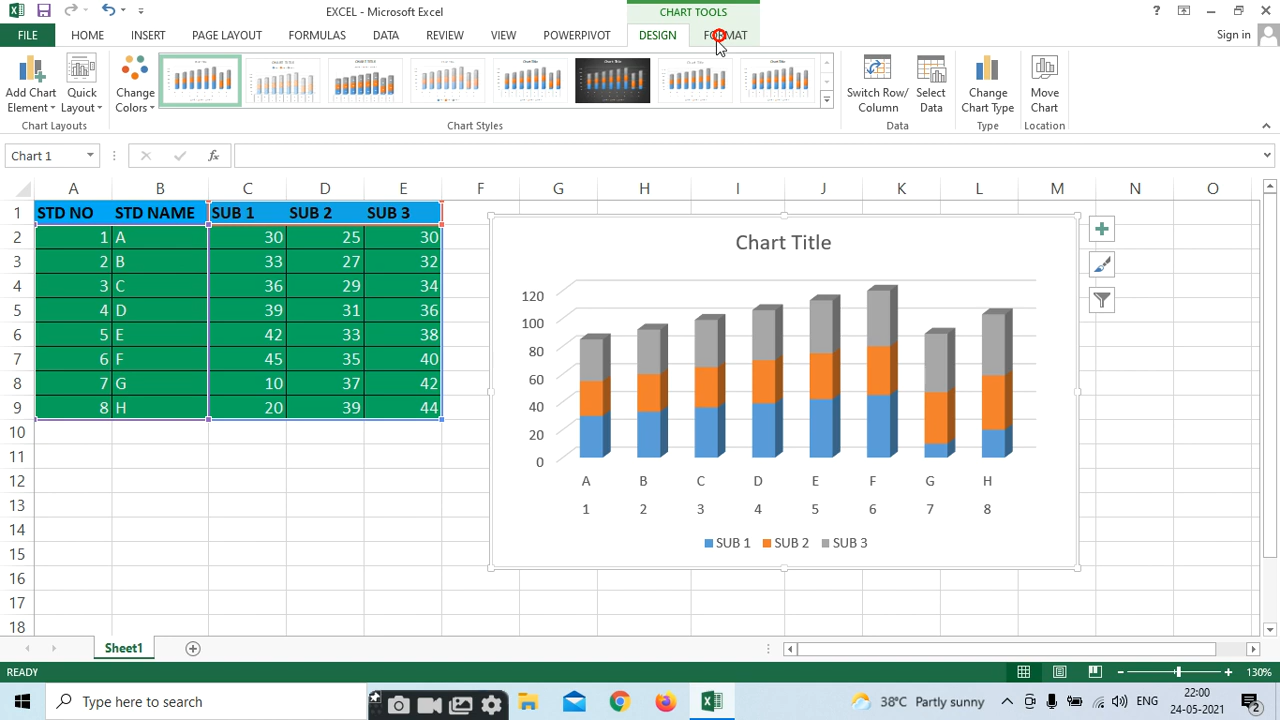 EXCEL - Microsoft Excel
CHART TOOLS
?
Sign in
FILE HOME INSERT PAGE LAYOUT FORMULAS DATA REVIEW VIEW POWERPIVOT DESIGN FORMAT
Add Chart Element
Quick Layout
Change Colors
Switch Row/ Column
Select Data
Change Chart Type
Move Chart
Chart Layouts
Chart Styles
Data
Type
Location
Chart 1
fx
A B C D E F G H I J K L M N O
1 STD NO STD NAME SUB 1 SUB 2 SUB 3
2 1 A 30 25 30
3 2 B 33 27 32
4 3 C 36 29 34
5 4 D 39 31 36
6 5 E 42 33 38
7 6 F 45 35 40
8 7 G 10 37 42
9 8 H 20 39 44
10
11
12
13
14
15
16
17
18
Chart Title
120
100
80
60
40
20
0
A B C D E F G H
1 2 3 4 5 6 7 8
SUB 1 SUB 2 SUB 3
Sheet1
READY
130%
Type here to search
38°C Partly sunny
ENG
22:00
24-05-2021
2